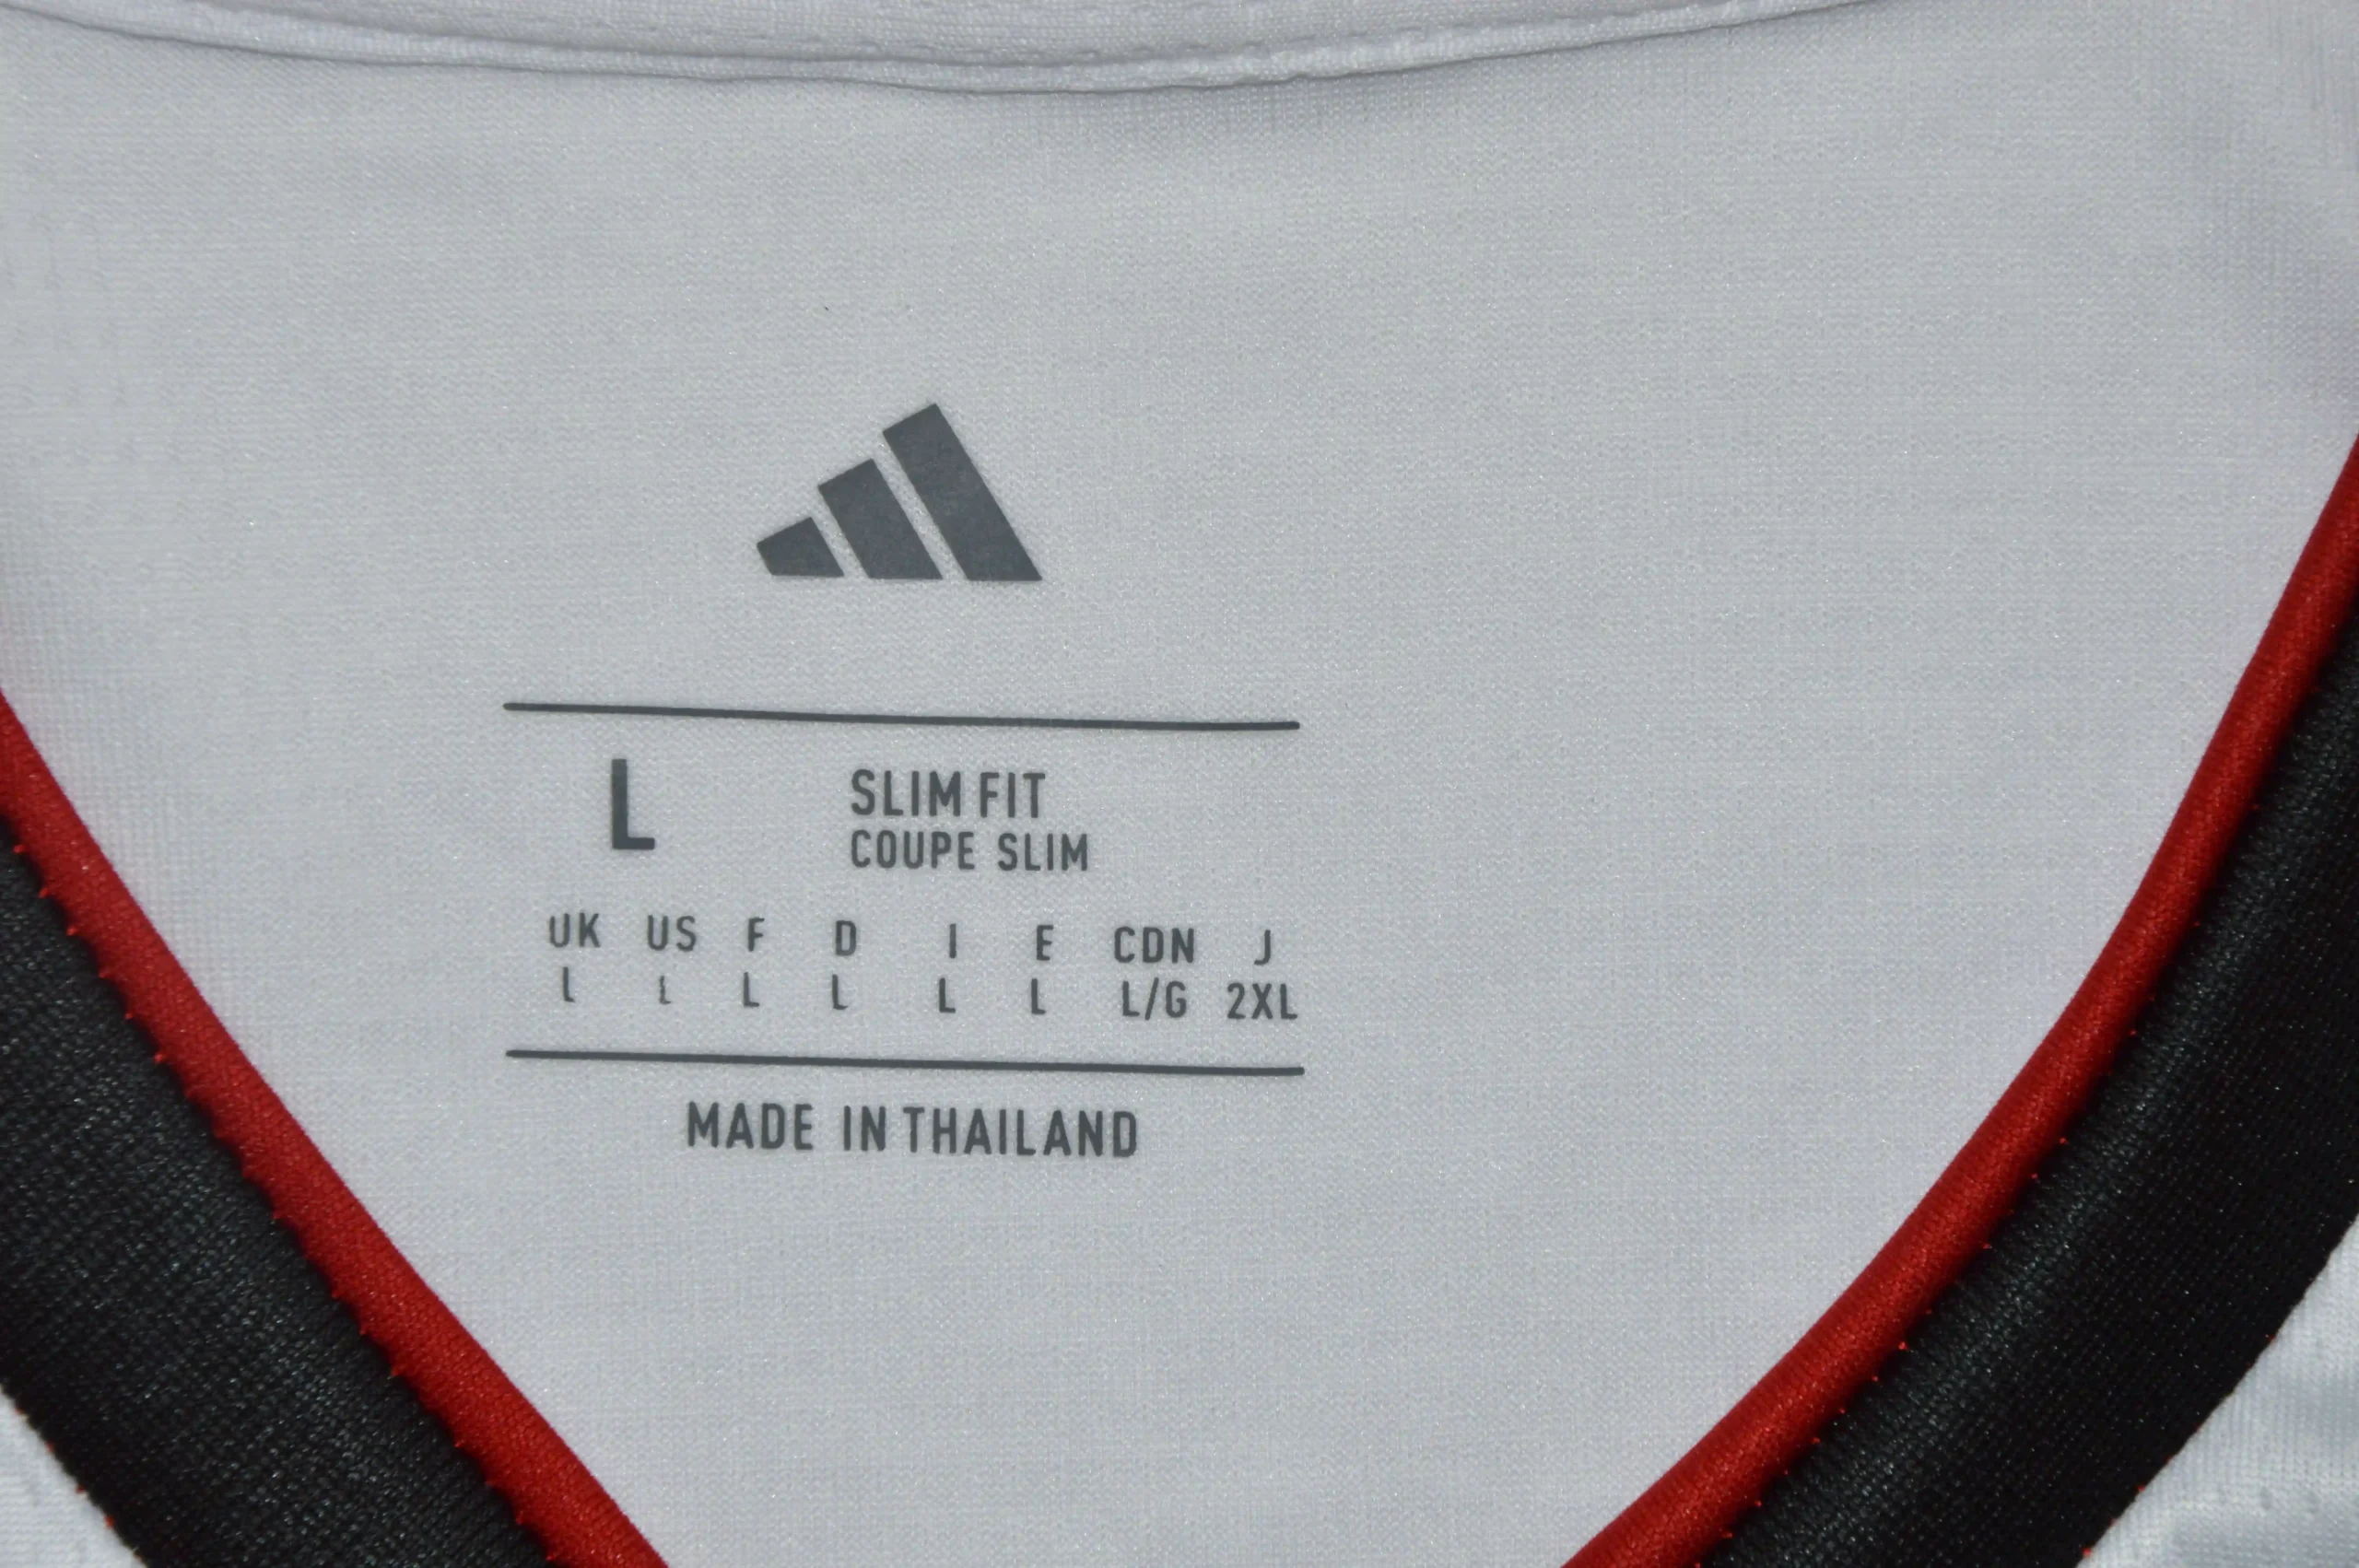 L SLIM FIT
COUPE SLIM
UK US F D I E CDN J
L L L L L L L/G 2XL
MADE IN THAILAND